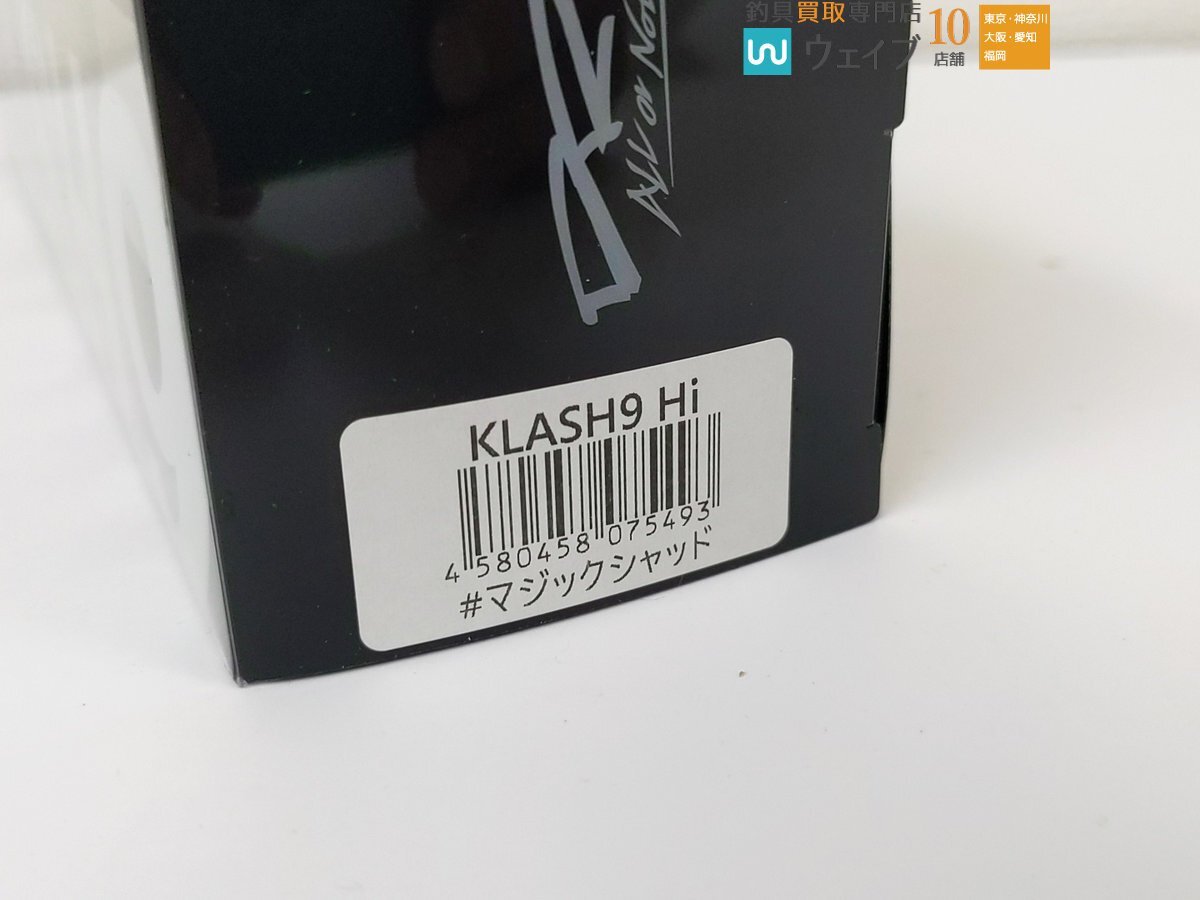 釣具買取専門店
ウェイブ
10
店舗
東京・神奈川
大阪・愛知
福岡
All or Not
KLASH9 Hi
4 580458 075493
#マジックシャッド